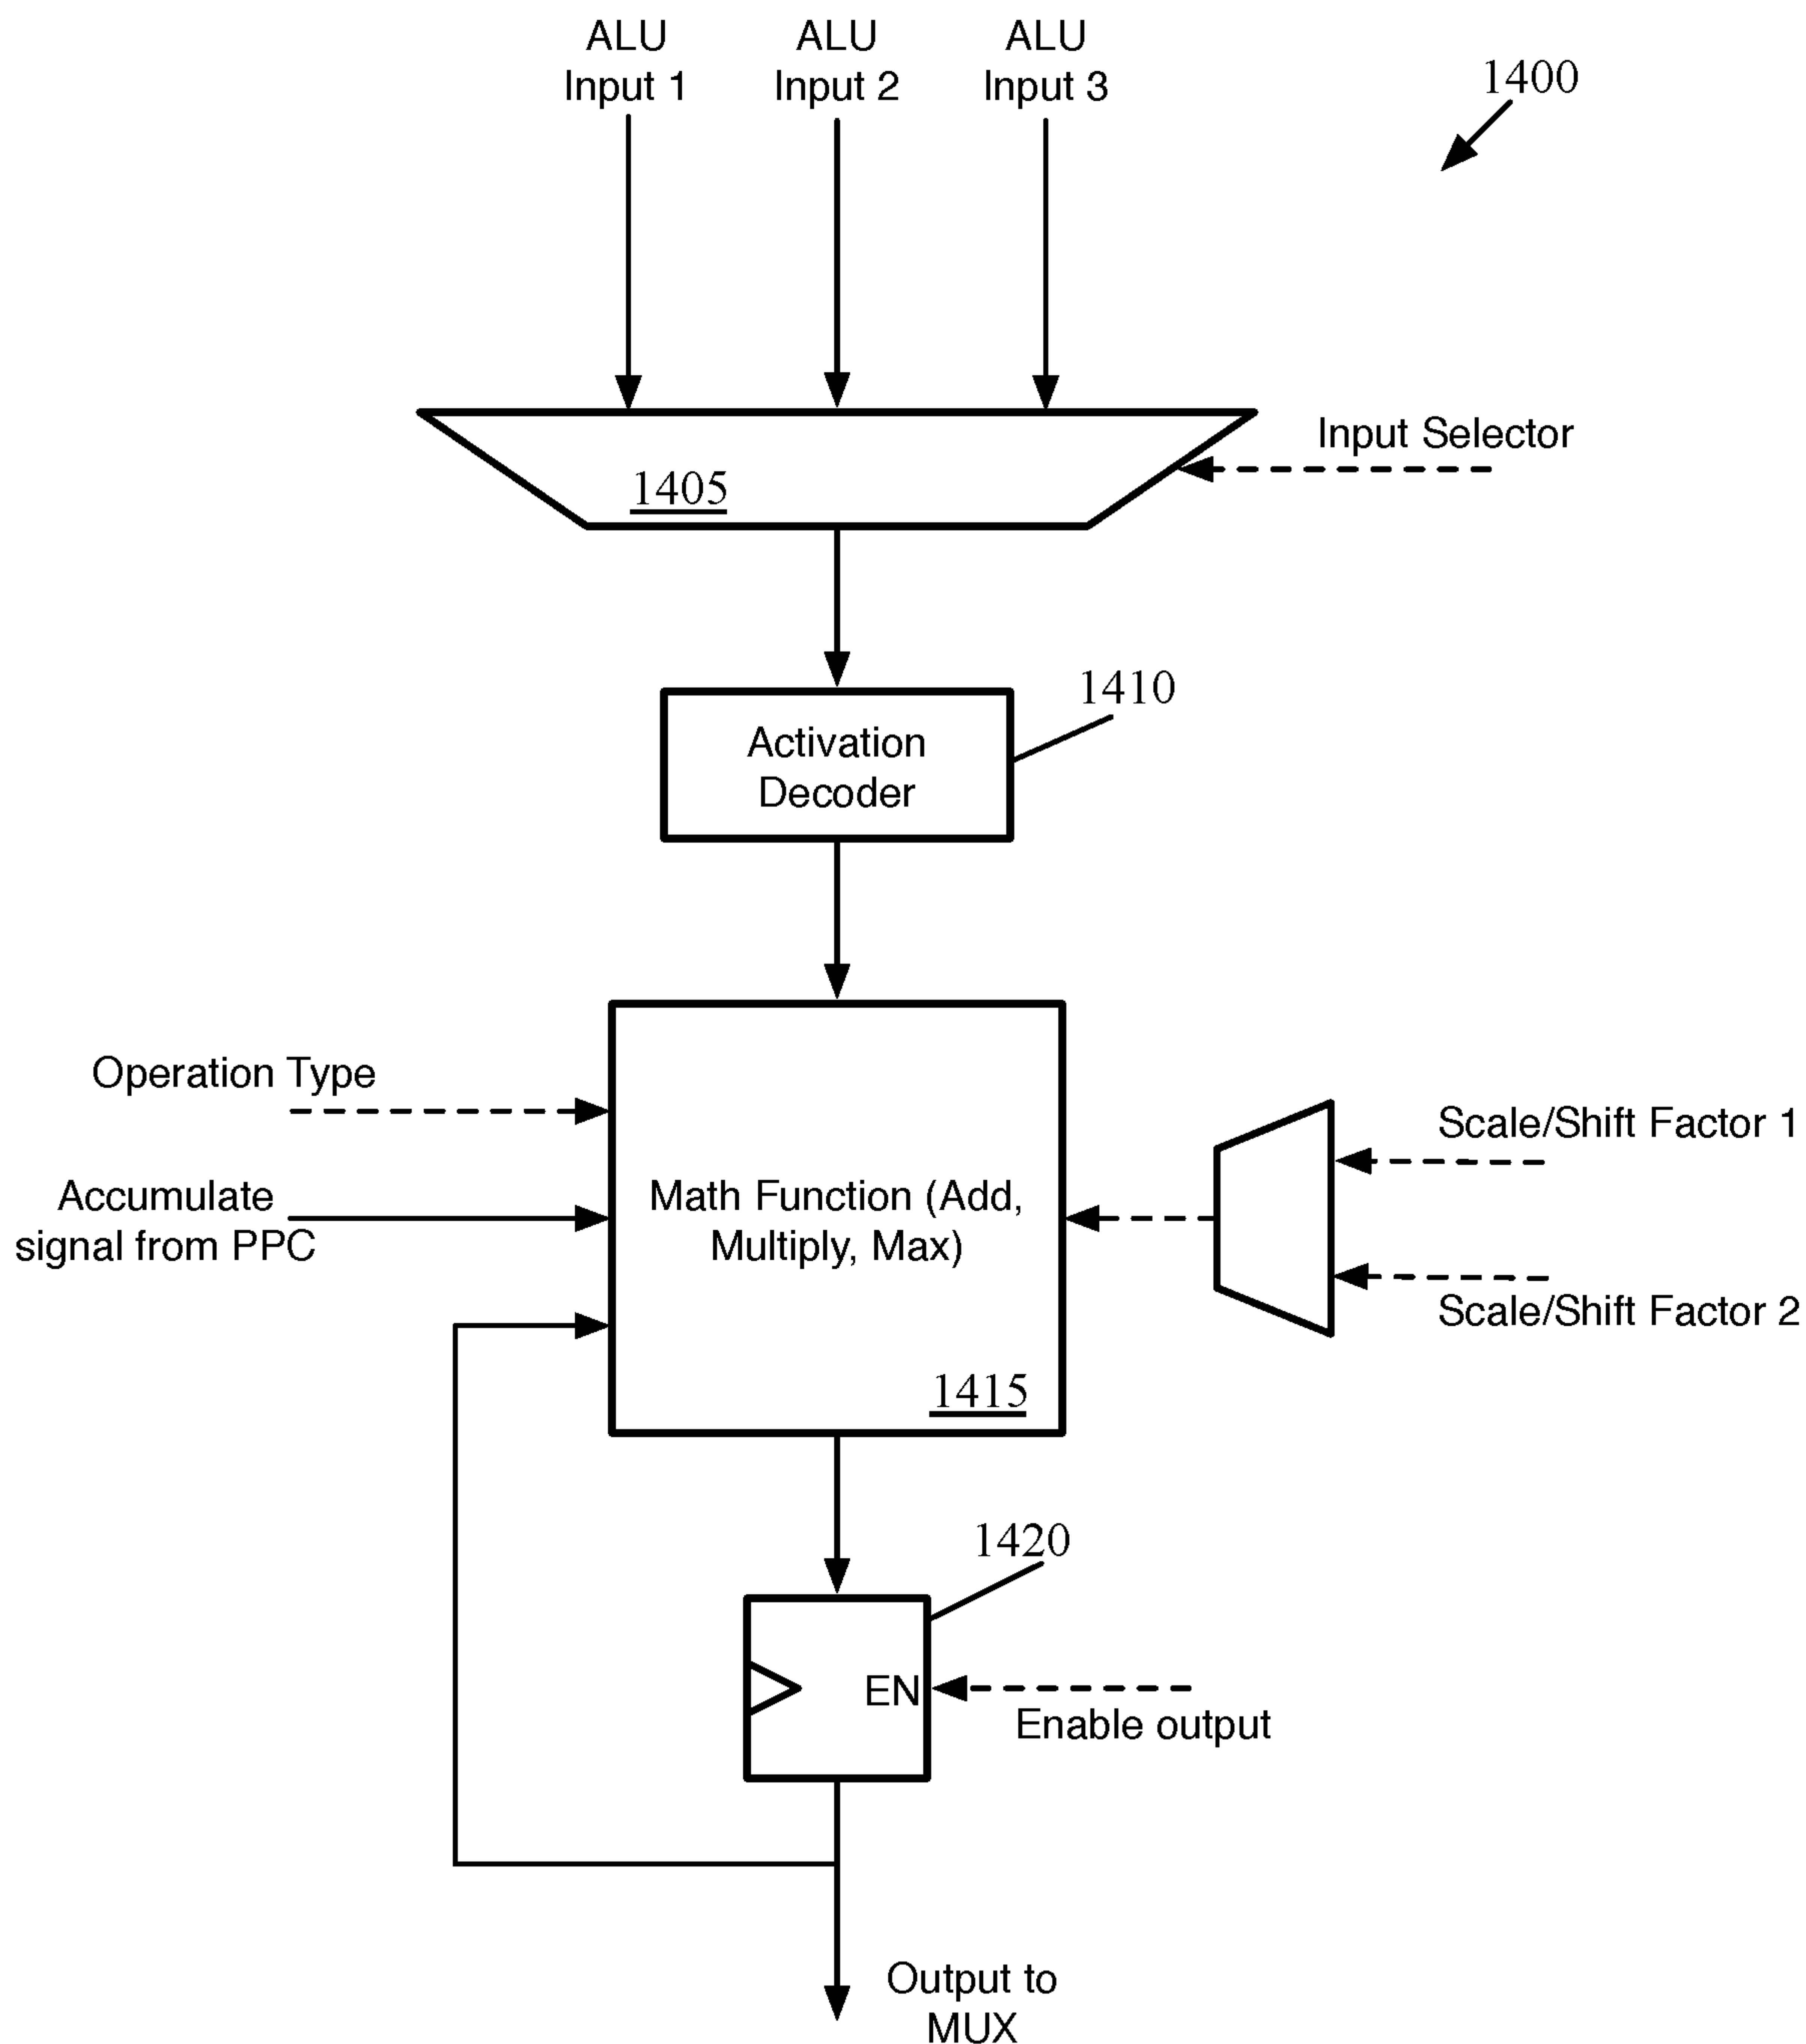 ALU
Input 1
ALU
Input 2
ALU
Input 3
1400
Input Selector
1405
1410
Activation
Decoder
Operation Type
Accumulate
signal from PPC
Math Function (Add,
Multiply, Max)
1415
Scale/Shift Factor 1
Scale/Shift Factor 2
1420
EN
Enable output
Output to
MUX